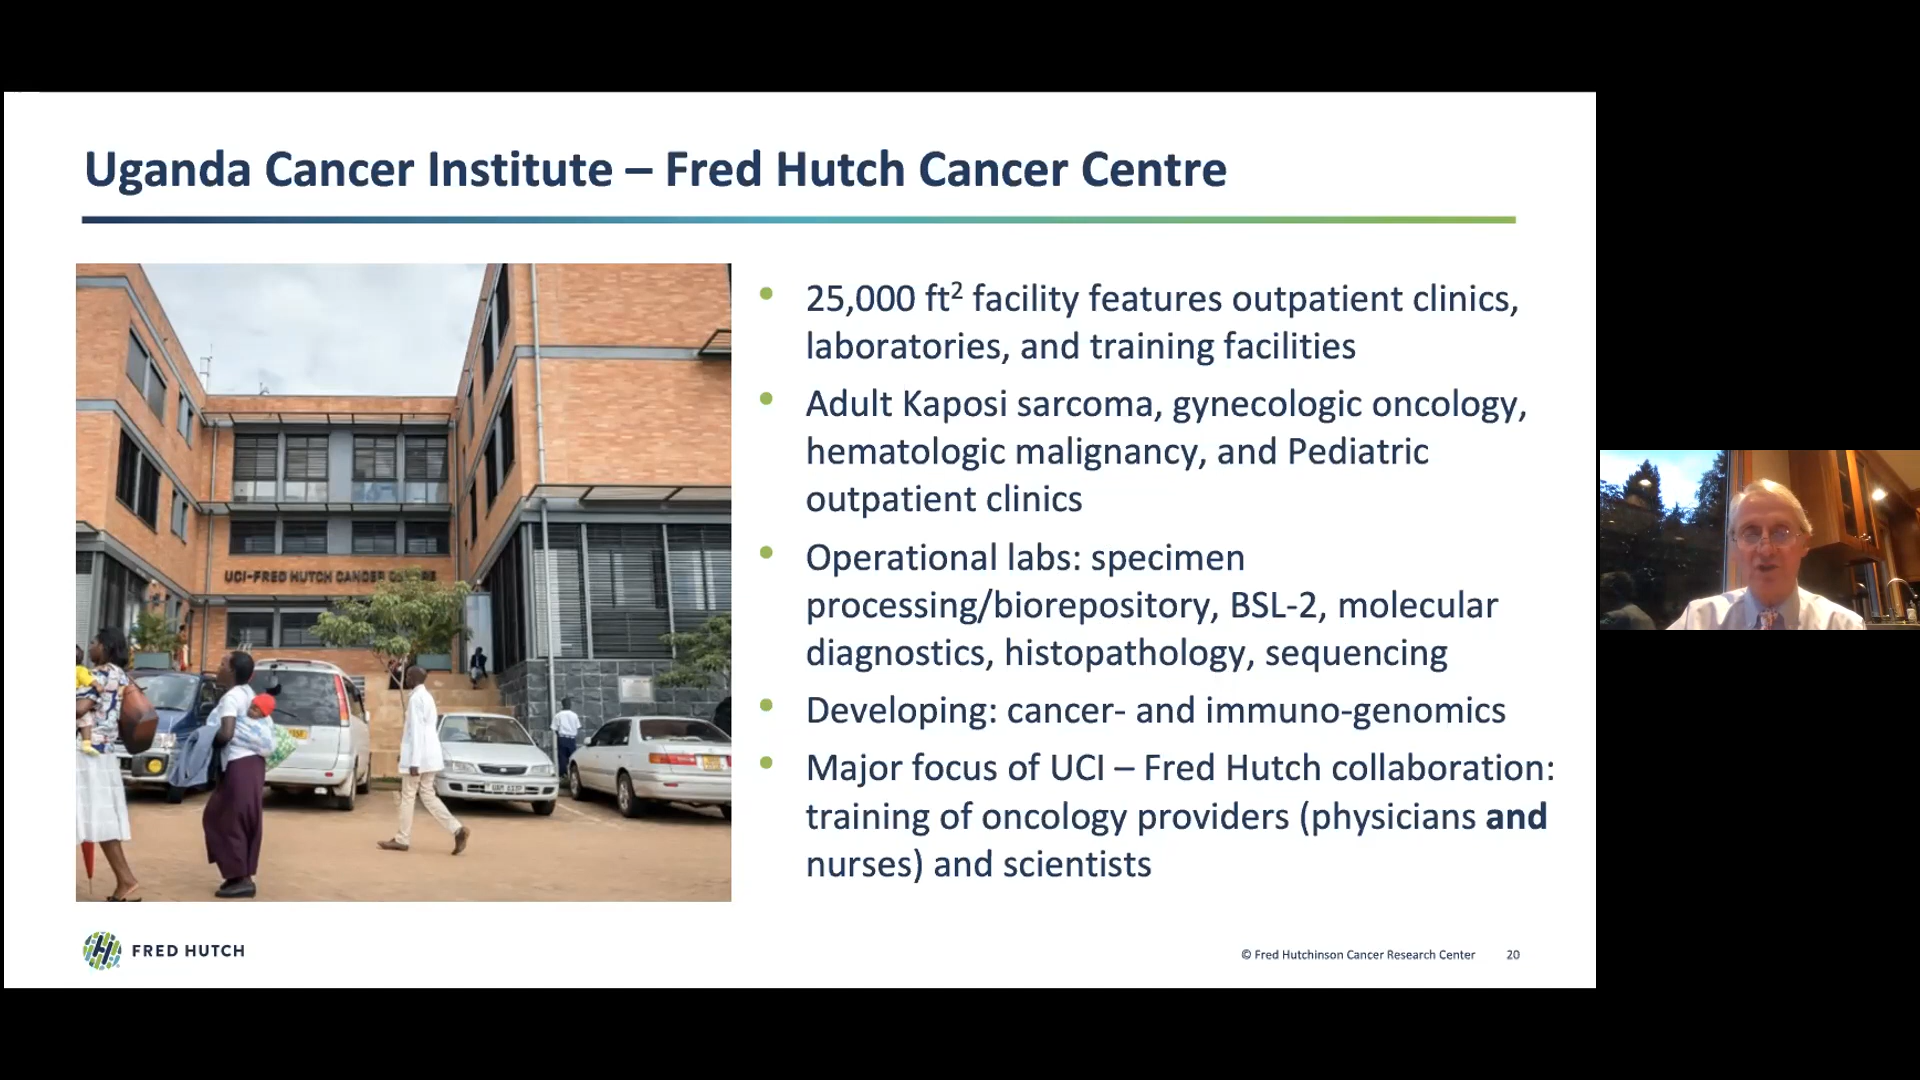 Uganda Cancer Institute – Fred Hutch Cancer Centre
• 25,000 ft² facility features outpatient clinics,
laboratories, and training facilities
• Adult Kaposi sarcoma, gynecologic oncology,
hematologic malignancy, and Pediatric
outpatient clinics
• Operational labs: specimen
processing/biorepository, BSL-2, molecular
diagnostics, histopathology, sequencing
• Developing: cancer- and immuno-genomics
• Major focus of UCI – Fred Hutch collaboration:
training of oncology providers (physicians and
nurses) and scientists
UCI-FRED HUTCH CANCER CENTRE
FRED HUTCH
© Fred Hutchinson Cancer Research Center 20